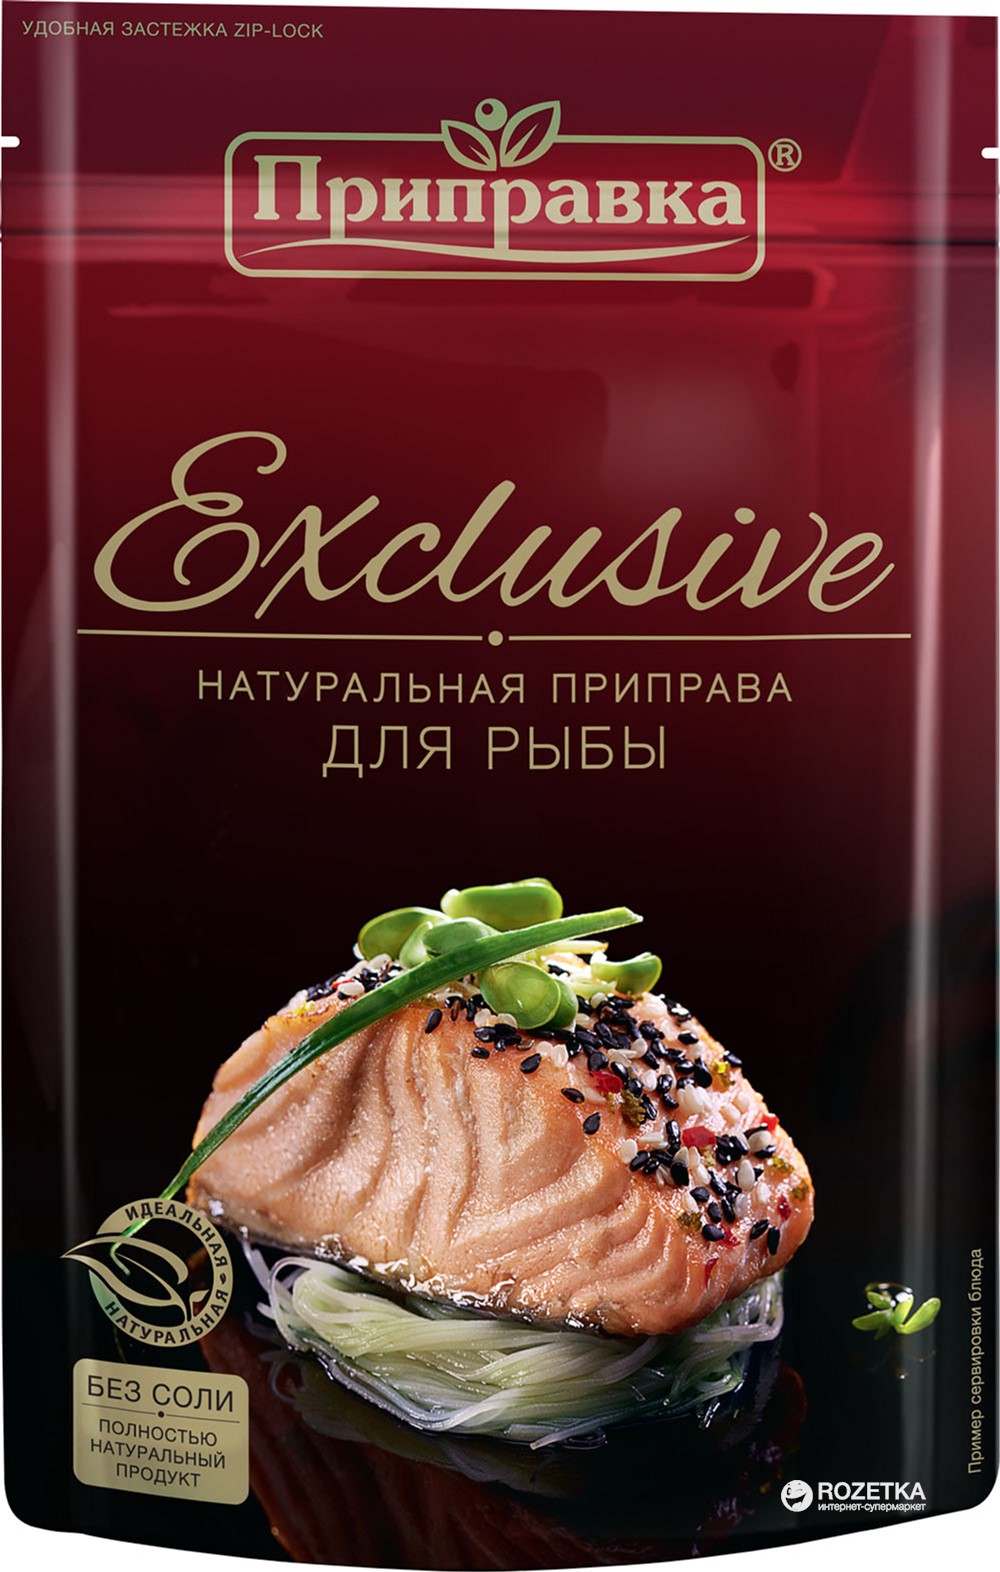 УДОБНАЯ ЗАСТЕЖКА ZIP-LOCK
Приправка®
Exclusive
НАТУРАЛЬНАЯ ПРИПРАВА
ДЛЯ РЫБЫ
ИДЕАЛЬНАЯ • НАТУРАЛЬНАЯ •
БЕЗ СОЛИ
ПОЛНОСТЬЮ
НАТУРАЛЬНЫЙ
ПРОДУКТ
Пример сервировки блюда
ROZETKA
интернет-супермаркет